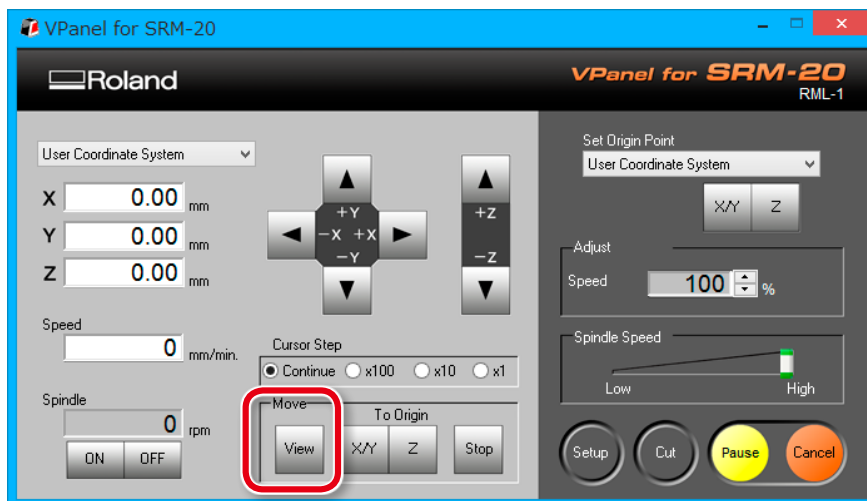 VPanel for SRM-20
Roland
VPanel for SRM-20
RML-1
User Coordinate System
X 0.00 mm
Y 0.00 mm
Z 0.00 mm
Speed
0 mm/min.
Spindle
0 rpm
ON OFF
+Y
-X +X
-Y
+Z
-Z
Cursor Step
Continue x100 x10 x1
Move
To Origin
View X/Y Z Stop
Set Origin Point
User Coordinate System
X/Y Z
Adjust
Speed 100 %
Spindle Speed
Low High
Setup Cut Pause Cancel